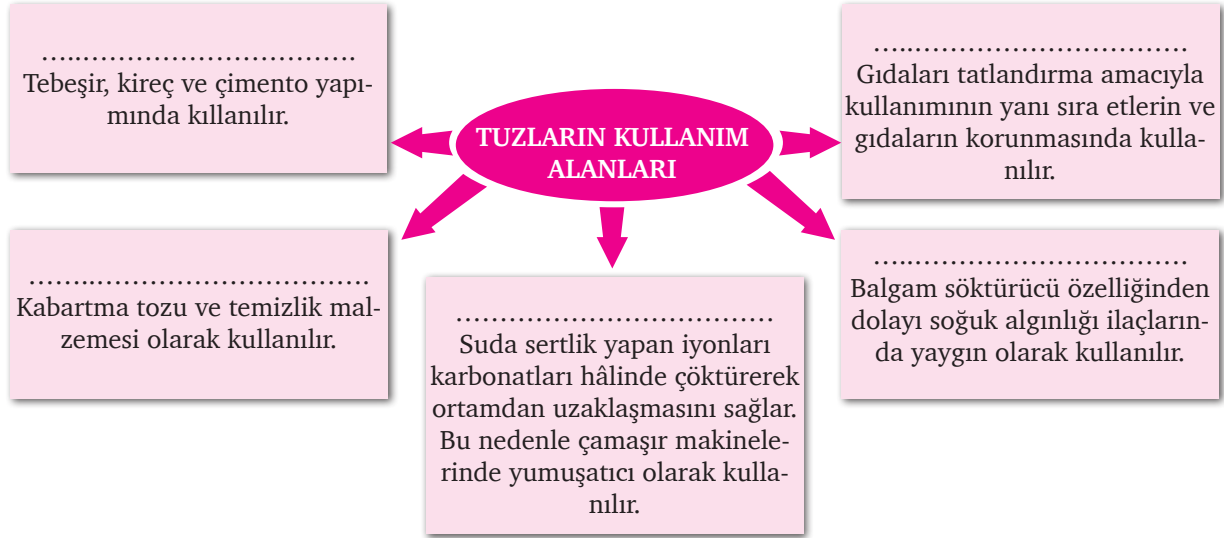 …..………………………….
Tebeşir, kireç ve çimento yapı-
mında kıllanılır.
…..……………………………
Gıdaları tatlandırma amacıyla
kullanımının yanı sıra etlerin ve
gıdaların korunmasında kulla-
nılır.
TUZLARIN KULLANIM
ALANLARI
……..…………………………….
Kabartma tozu ve temizlik mal-
zemesi olarak kullanılır.
………………………………
Suda sertlik yapan iyonları
karbonatları hâlinde çöktürerek
ortamdan uzaklaşmasını sağlar.
Bu nedenle çamaşır makinele-
rinde yumuşatıcı olarak kulla-
nılır.
…..……………………………
Balgam söktürücü özelliğinden
dolayı soğuk algınlığı ilaçların-
da yaygın olarak kullanılır.